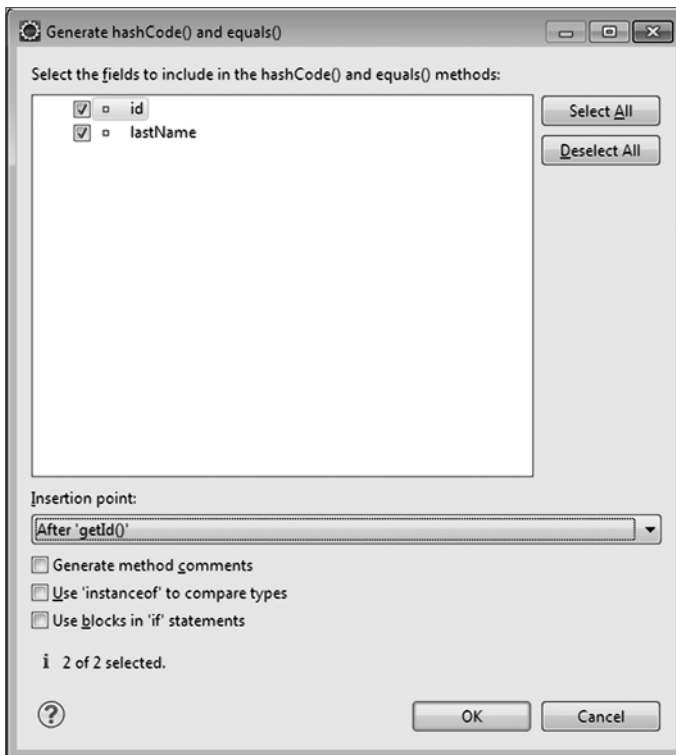 Generate hashCode() and equals()
Select the fields to include in the hashCode() and equals() methods:
id
lastName
Select All
Deselect All
Insertion point:
After 'getId()'
Generate method comments
Use 'instanceof' to compare types
Use blocks in 'if' statements
i 2 of 2 selected.
?
OK
Cancel